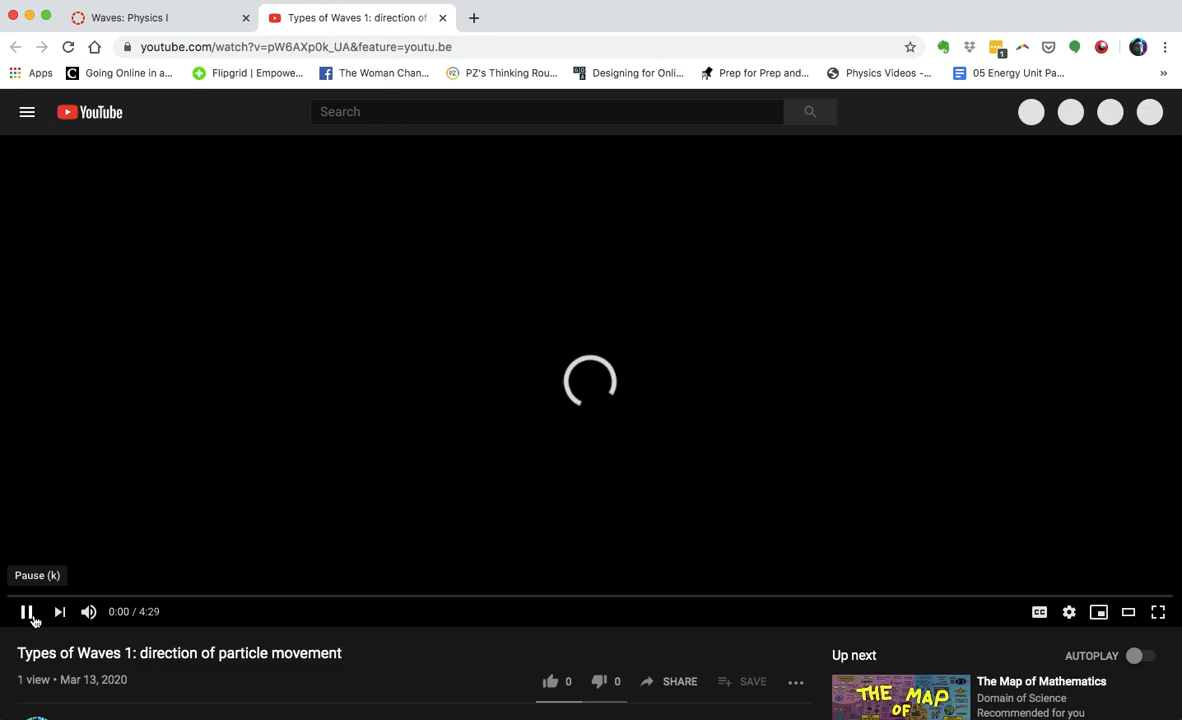 Waves: Physics I
Types of Waves 1: direction of
youtube.com/watch?v=pW6AXp0k_UA&feature=youtu.be
1
Apps
Going Online in a...
Flipgrid | Empowe...
The Woman Chan...
PZ
PZ's Thinking Rou...
Designing for Onli...
Prep for Prep and...
Physics Videos -...
05 Energy Unit Pa...
YouTube
Search
Pause (k)
0:00 / 4:29
CC
Types of Waves 1: direction of particle movement
1 view • Mar 13, 2020
0
0
SHARE
SAVE
Up next
AUTOPLAY
THE MAP
OF
The Map of Mathematics
Domain of Science
Recommended for you